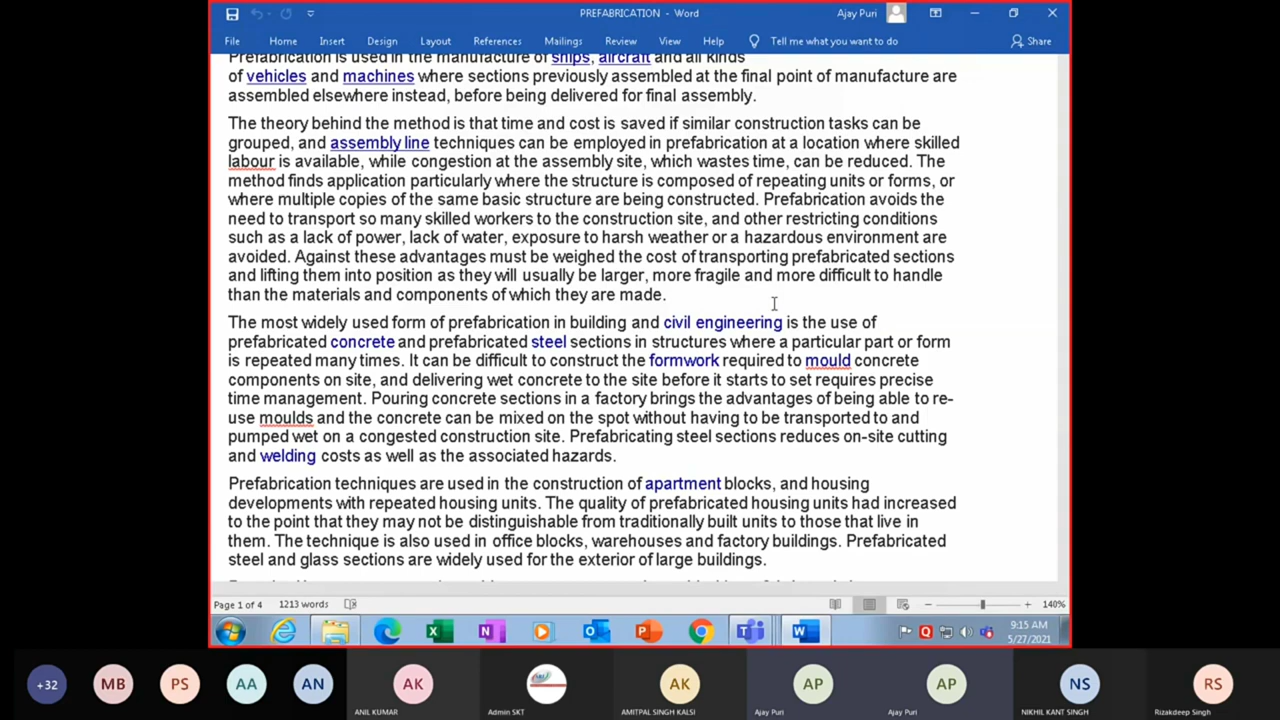 PREFABRICATION - Word
Ajay Puri
File Home Insert Design Layout References Mailings Review View Help Tell me what you want to do Share
Prefabrication is used in the manufacture of ships, aircraft and all kinds
of vehicles and machines where sections previously assembled at the final point of manufacture are
assembled elsewhere instead, before being delivered for final assembly.
The theory behind the method is that time and cost is saved if similar construction tasks can be
grouped, and assembly line techniques can be employed in prefabrication at a location where skilled
labour is available, while congestion at the assembly site, which wastes time, can be reduced. The
method finds application particularly where the structure is composed of repeating units or forms, or
where multiple copies of the same basic structure are being constructed. Prefabrication avoids the
need to transport so many skilled workers to the construction site, and other restricting conditions
such as a lack of power, lack of water, exposure to harsh weather or a hazardous environment are
avoided. Against these advantages must be weighed the cost of transporting prefabricated sections
and lifting them into position as they will usually be larger, more fragile and more difficult to handle
than the materials and components of which they are made.
The most widely used form of prefabrication in building and civil engineering is the use of
prefabricated concrete and prefabricated steel sections in structures where a particular part or form
is repeated many times. It can be difficult to construct the formwork required to mould concrete
components on site, and delivering wet concrete to the site before it starts to set requires precise
time management. Pouring concrete sections in a factory brings the advantages of being able to re-
use moulds and the concrete can be mixed on the spot without having to be transported to and
pumped wet on a congested construction site. Prefabricating steel sections reduces on-site cutting
and welding costs as well as the associated hazards.
Prefabrication techniques are used in the construction of apartment blocks, and housing
developments with repeated housing units. The quality of prefabricated housing units had increased
to the point that they may not be distinguishable from traditionally built units to those that live in
them. The technique is also used in office blocks, warehouses and factory buildings. Prefabricated
steel and glass sections are widely used for the exterior of large buildings.
Page 1 of 4 1213 words 140%
9:15 AM
5/27/2021
+32 MB PS AA AN AK AK AP AP NS RS
ANIL KUMAR Admin SKT AMITPAL SINGH KALSI Ajay Puri Ajay Puri NIKHIL KANT SINGH Rizakdeep Singh